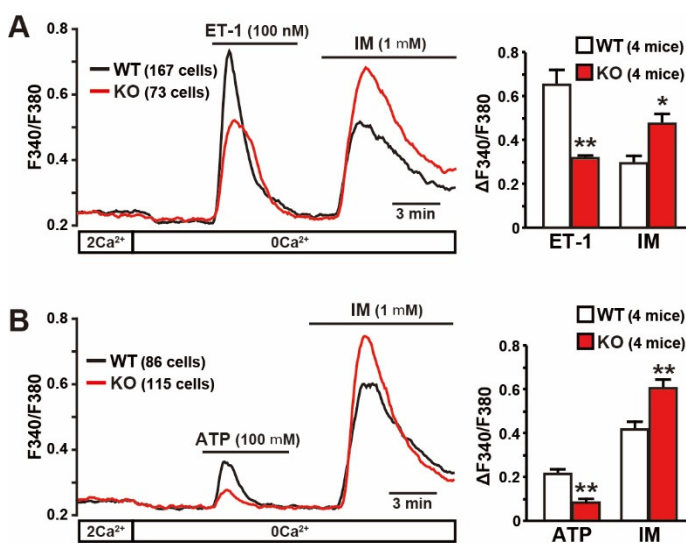 A
ET-1 (100 nM)
IM (1 mM)
WT (167 cells)
KO (73 cells)
F340/F380
0.8
0.6
0.4
0.2
3 min
2Ca²⁺
0Ca²⁺
WT (4 mice)
KO (4 mice)
ΔF340/F380
0.8
0.6
0.4
0.2
0
**
*
ET-1
IM
B
IM (1 mM)
WT (86 cells)
KO (115 cells)
ATP (100 mM)
F340/F380
0.8
0.6
0.4
0.2
3 min
2Ca²⁺
0Ca²⁺
WT (4 mice)
KO (4 mice)
ΔF340/F380
0.8
0.6
0.4
0.2
0
**
**
ATP
IM